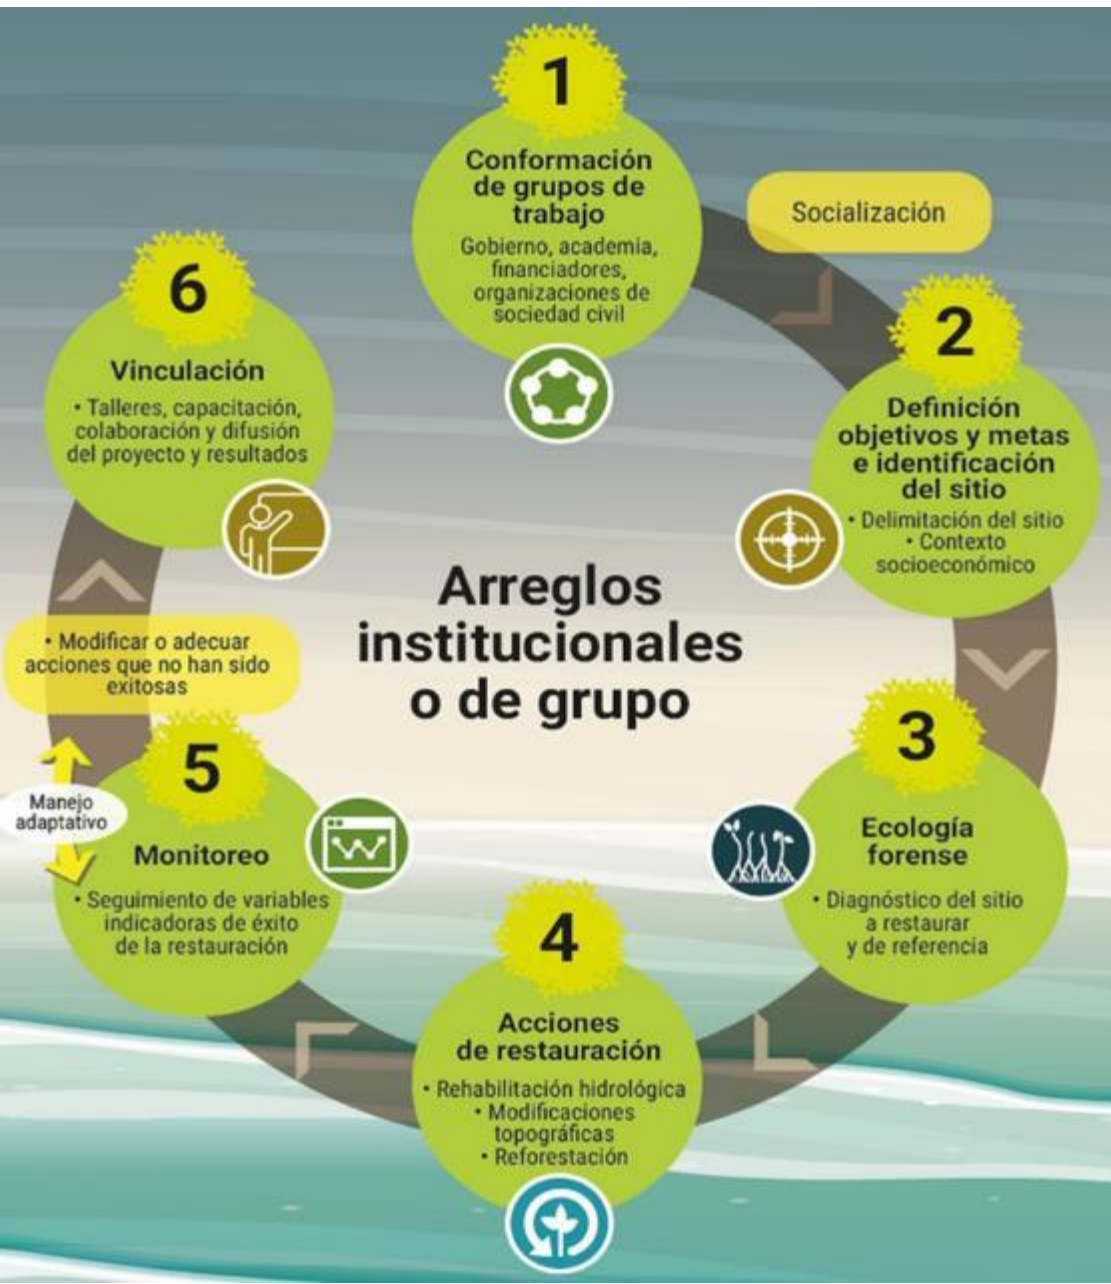 1
Conformación
de grupos de
trabajo
Gobierno, academia,
financiadores,
organizaciones de
sociedad civil
Socialización
2
Definición
objetivos y metas
e identificación
del sitio
• Delimitación del sitio
• Contexto
socioeconómico
3
Ecología
forense
• Diagnóstico del sitio
a restaurar
y de referencia
4
Acciones
de restauración
• Rehabilitación hidrológica
• Modificaciones
topográficas
• Reforestación
5
Monitoreo
• Seguimiento de variables
indicadoras de éxito
de la restauración
Manejo
adaptativo
• Modificar o adecuar
acciones que no han sido
exitosas
6
Vinculación
• Talleres, capacitación,
colaboración y difusión
del proyecto y resultados
Arreglos
institucionales
o de grupo